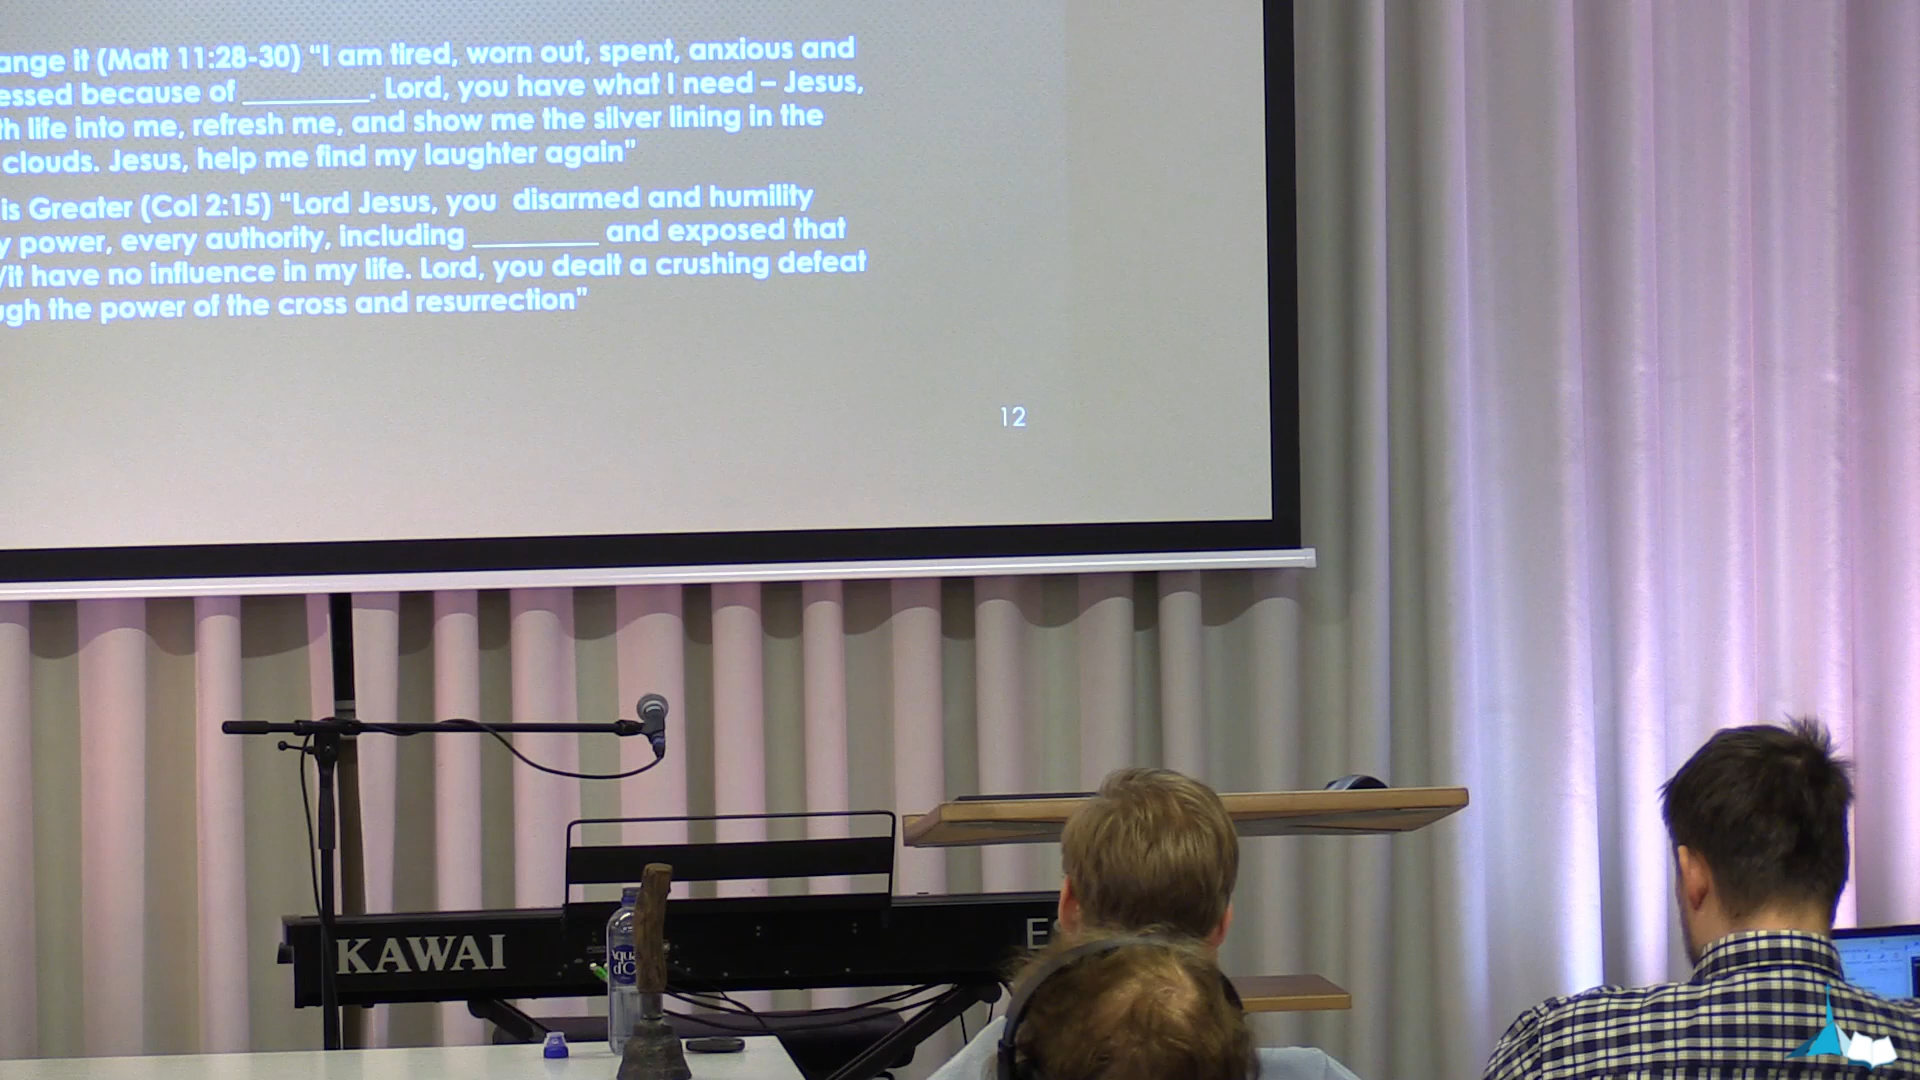 ange it (Matt 11:28-30) “I am tired, worn out, spent, anxious and
essed because of ________. Lord, you have what I need – Jesus,
th life into me, refresh me, and show me the silver lining in the
clouds. Jesus, help me find my laughter again”
is Greater (Col 2:15) “Lord Jesus, you disarmed and humility
y power, every authority, including ________ and exposed that
/it have no influence in my life. Lord, you dealt a crushing defeat
ugh the power of the cross and resurrection”
12
KAWAI
ES
Aqua
d'O